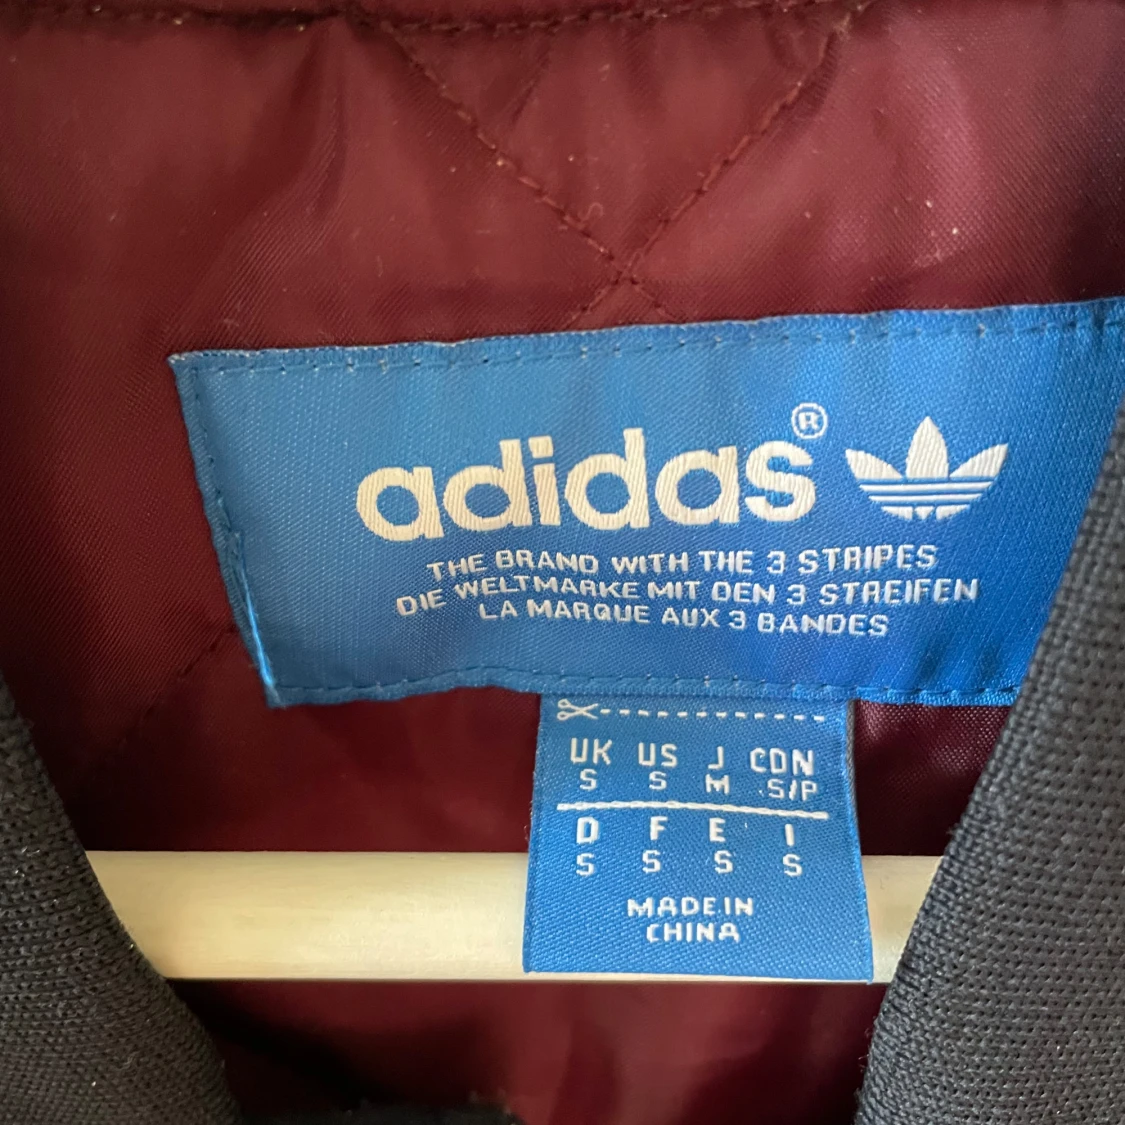 adidas®
THE BRAND WITH THE 3 STRIPES
DIE WELTMARKE MIT DEN 3 STREIFEN
LA MARQUE AUX 3 BANDES
UK US J CDN
S S M S/P
D F E I
S S S S
MADE IN
CHINA